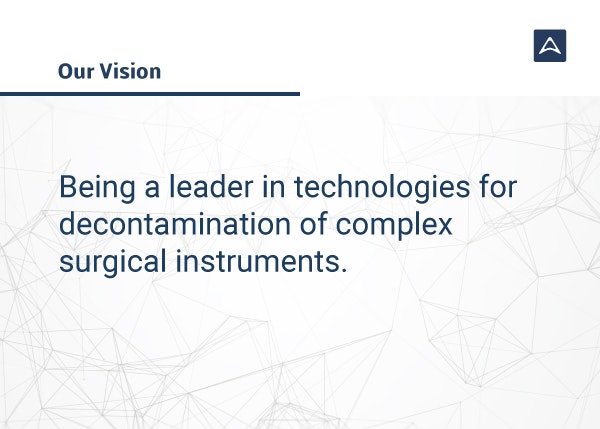 Our Vision
Being a leader in technologies for
decontamination of complex
surgical instruments.